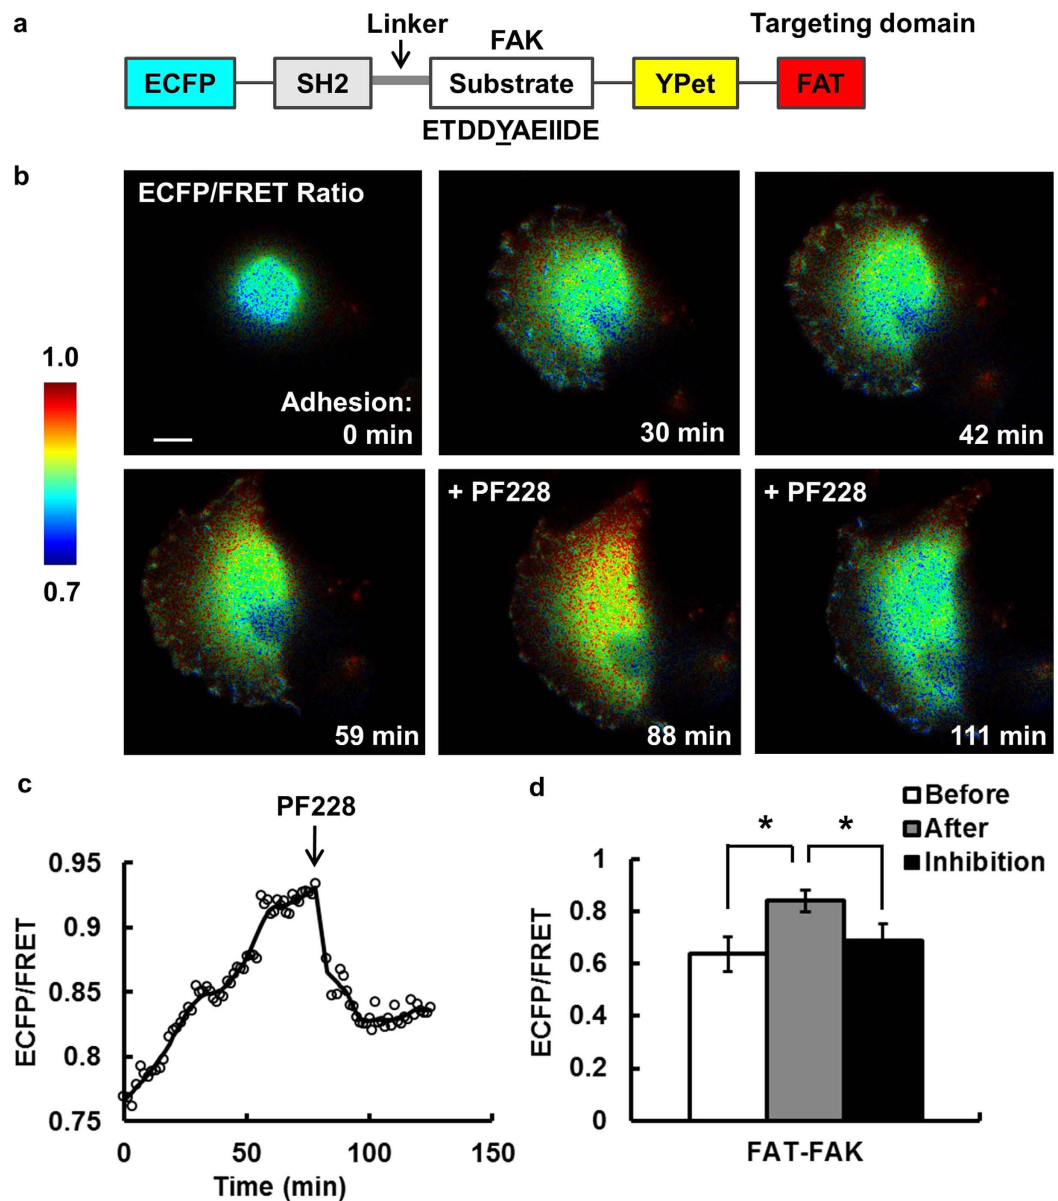 a
Linker
FAK
Targeting domain
ECFP
SH2
Substrate
YPet
FAT
ETDDYAEIIDE
b
ECFP/FRET Ratio
Adhesion:
0 min
30 min
42 min
1.0
0.7
59 min
+ PF228
88 min
+ PF228
111 min
c
PF228
0.95
0.9
0.85
0.8
0.75
ECFP/FRET
0
50
100
150
Time (min)
d
Before
After
Inhibition
* *
1
0.8
0.6
0.4
0.2
0
ECFP/FRET
FAT-FAK